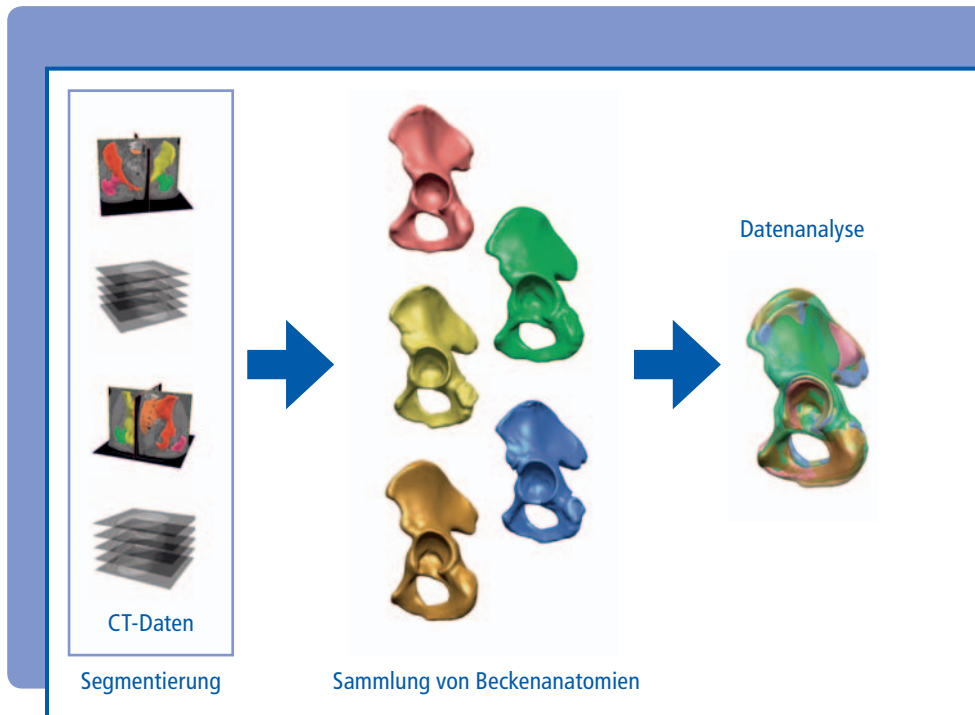 CT-Daten
Segmentierung
Sammlung von Beckenanatomien
Datenanalyse